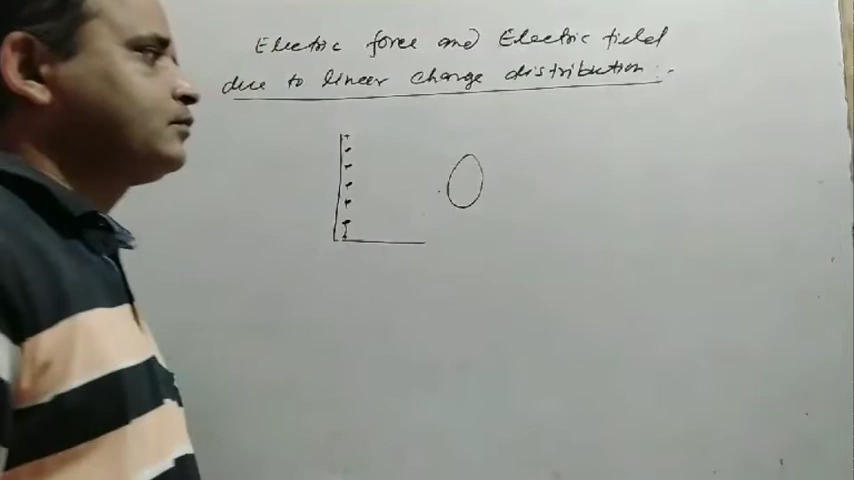 Electric force and Electric field
due to linear Charge distribution :-